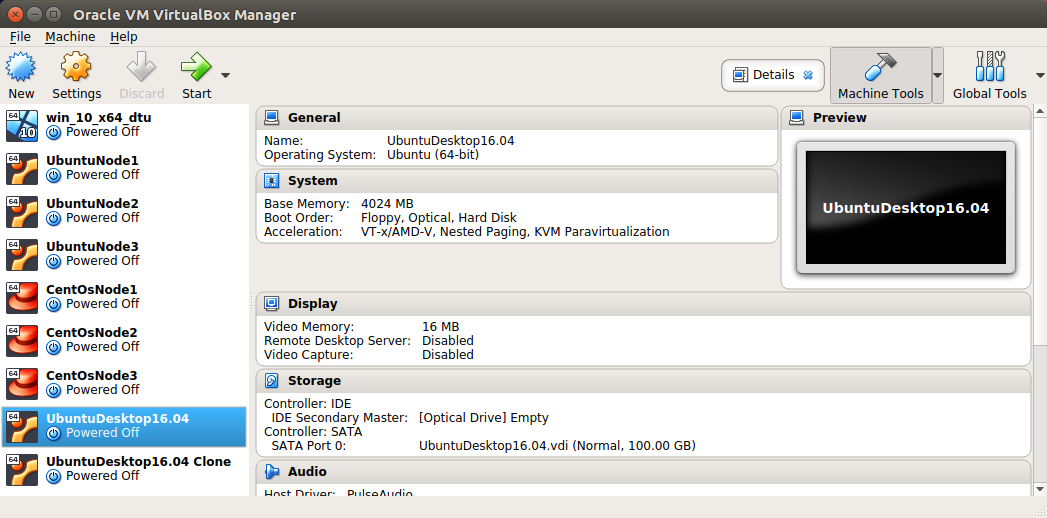 Oracle VM VirtualBox Manager
File Machine Help
New Settings Discard Start Details Machine Tools Global Tools
64 10 win_10_x64_dtu
Powered Off
64 UbuntuNode1
Powered Off
64 UbuntuNode2
Powered Off
64 UbuntuNode3
Powered Off
64 CentOsNode1
Powered Off
64 CentOsNode2
Powered Off
64 CentOsNode3
Powered Off
64 UbuntuDesktop16.04
Powered Off
64 UbuntuDesktop16.04 Clone
Powered Off
General
Name: UbuntuDesktop16.04
Operating System: Ubuntu (64-bit)
System
Base Memory: 4024 MB
Boot Order: Floppy, Optical, Hard Disk
Acceleration: VT-x/AMD-V, Nested Paging, KVM Paravirtualization
Preview
UbuntuDesktop16.04
Display
Video Memory: 16 MB
Remote Desktop Server: Disabled
Video Capture: Disabled
Storage
Controller: IDE
IDE Secondary Master: [Optical Drive] Empty
Controller: SATA
SATA Port 0: UbuntuDesktop16.04.vdi (Normal, 100.00 GB)
Audio
Host Driver: PulseAudio